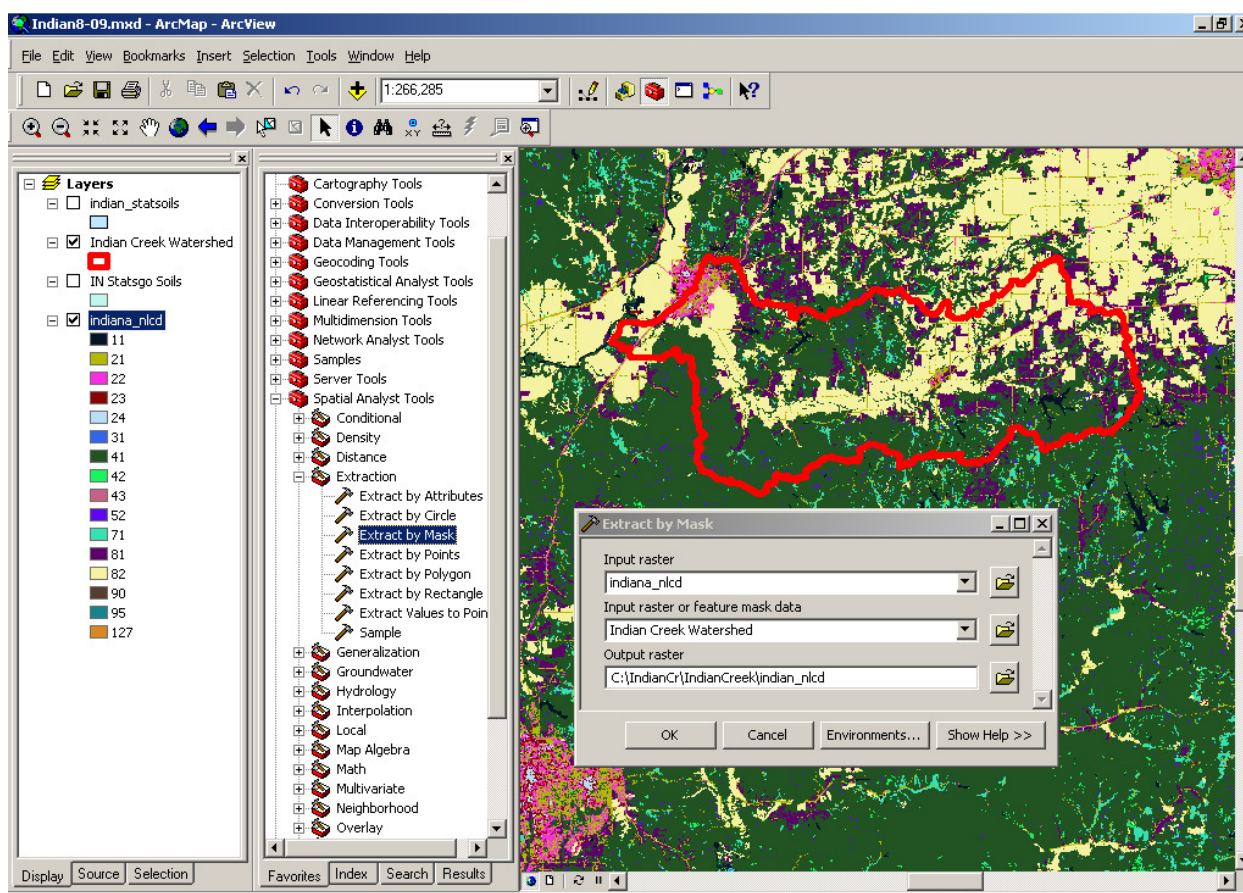 Indian8-09.mxd - ArcMap - ArcView
File Edit View Bookmarks Insert Selection Tools Window Help
1:266,285
Layers
indian_statsoils
Indian Creek Watershed
IN Statsgo Soils
indiana_nlcd
11
21
22
23
24
31
41
42
43
52
71
81
82
90
95
127
Display Source Selection
Cartography Tools
Conversion Tools
Data Interoperability Tools
Data Management Tools
Geocoding Tools
Geostatistical Analyst Tools
Linear Referencing Tools
Multidimension Tools
Network Analyst Tools
Samples
Server Tools
Spatial Analyst Tools
Conditional
Density
Distance
Extraction
Extract by Attributes
Extract by Circle
Extract by Mask
Extract by Points
Extract by Polygon
Extract by Rectangle
Extract Values to Poin
Sample
Generalization
Groundwater
Hydrology
Interpolation
Local
Map Algebra
Math
Multivariate
Neighborhood
Overlay
Favorites Index Search Results
Extract by Mask
Input raster
indiana_nlcd
Input raster or feature mask data
Indian Creek Watershed
Output raster
C:\IndianCr\IndianCreek\indian_nlcd
OK Cancel Environments... Show Help >>